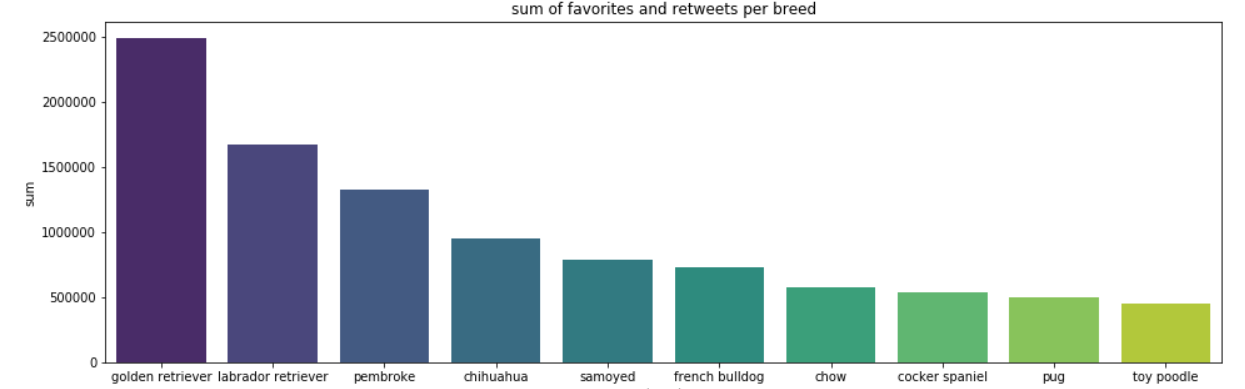 sum of favorites and retweets per breed
2500000
2000000
1500000
1000000
500000
0
sum
golden retriever labrador retriever pembroke chihuahua samoyed french bulldog chow cocker spaniel pug toy poodle